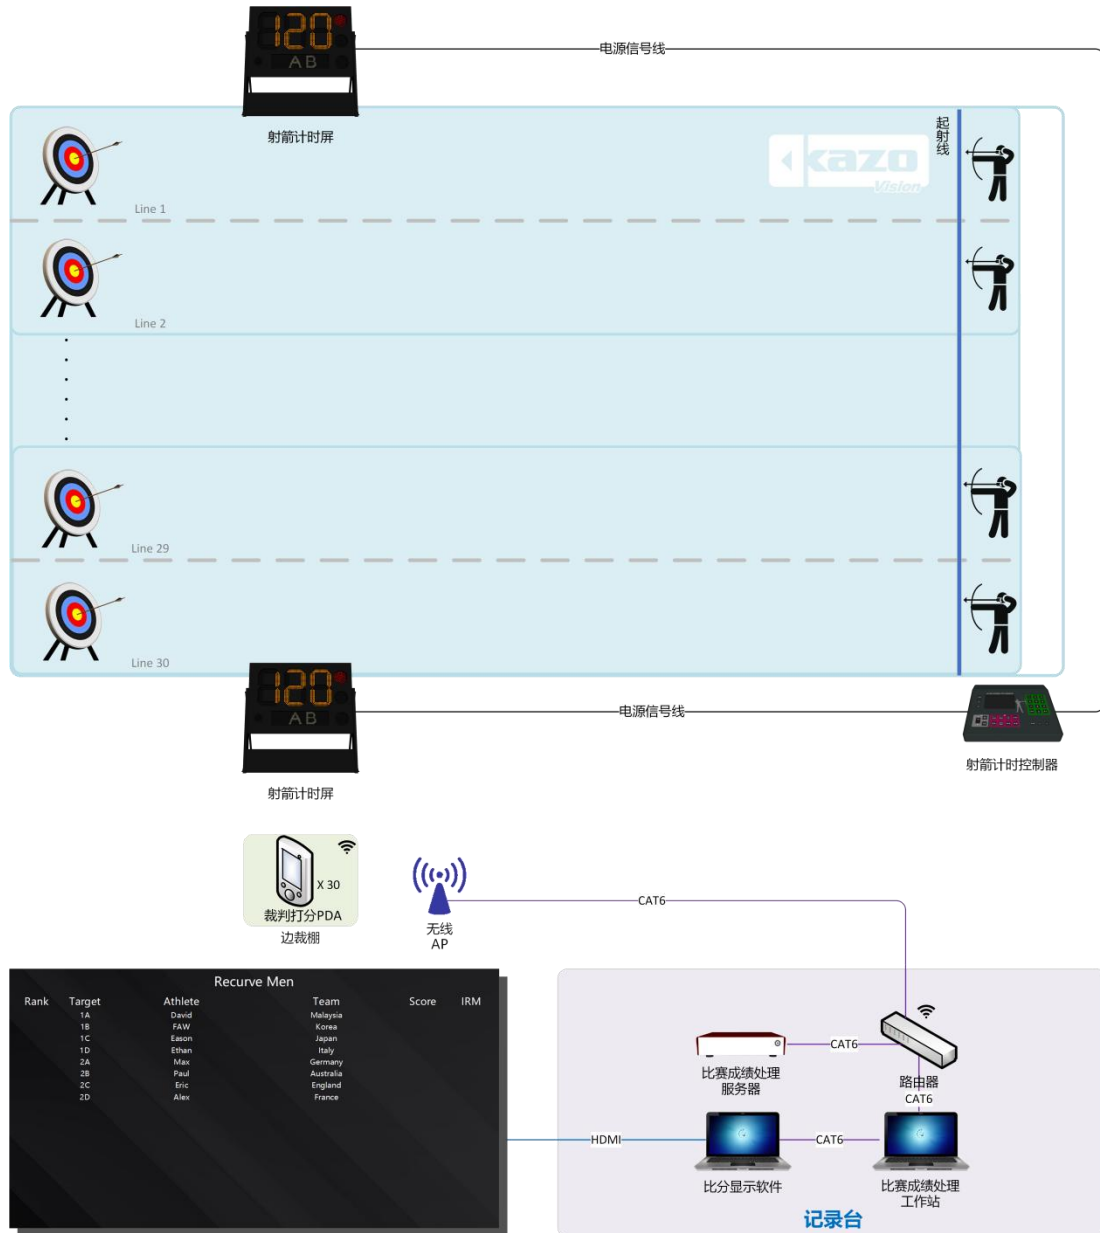 120
AB
电源信号线
射箭计时屏
起射线
kazo
Vision
Line 1
Line 2
Line 29
Line 30
120
AB
电源信号线
射箭计时屏
射箭计时控制器
X 30
裁判打分PDA
边裁棚
无线
AP
CAT6
Recurve Men
Rank Target Athlete Team Score IRM
1A David Malaysia
1B FAW Korea
1C Eason Japan
1D Ethan Italy
2A Max Germany
2B Paul Australia
2C Eric England
2D Alex France
HDMI
比赛成绩处理
服务器
CAT6
路由器
CAT6
比分显示软件
CAT6
比赛成绩处理
工作站
记录台